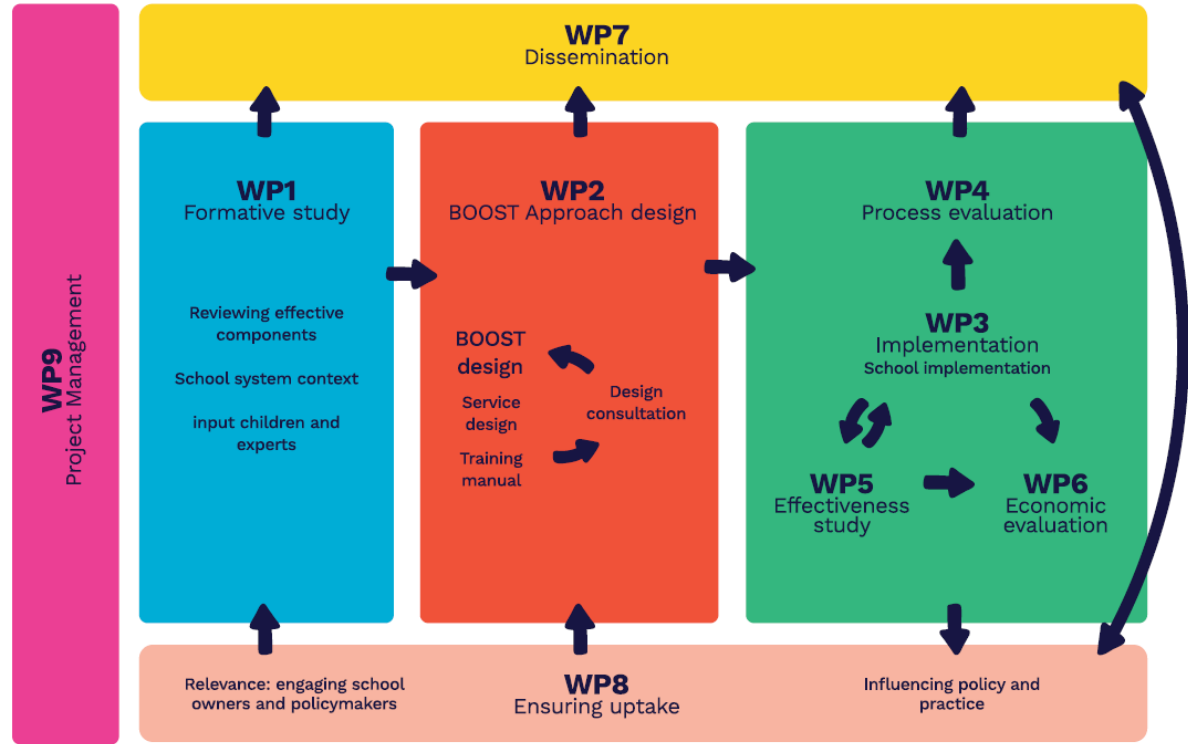 WP9
Project Management
WP7
Dissemination
WP1
Formative study
Reviewing effective
components
School system context
input children and
experts
WP2
BOOST Approach design
BOOST
design
Service
design
Training
manual
Design
consultation
WP4
Process evaluation
WP3
Implementation
School implementation
WP5
Effectiveness
study
WP6
Economic
evaluation
Relevance: engaging school
owners and policymakers
WP8
Ensuring uptake
Influencing policy and
practice